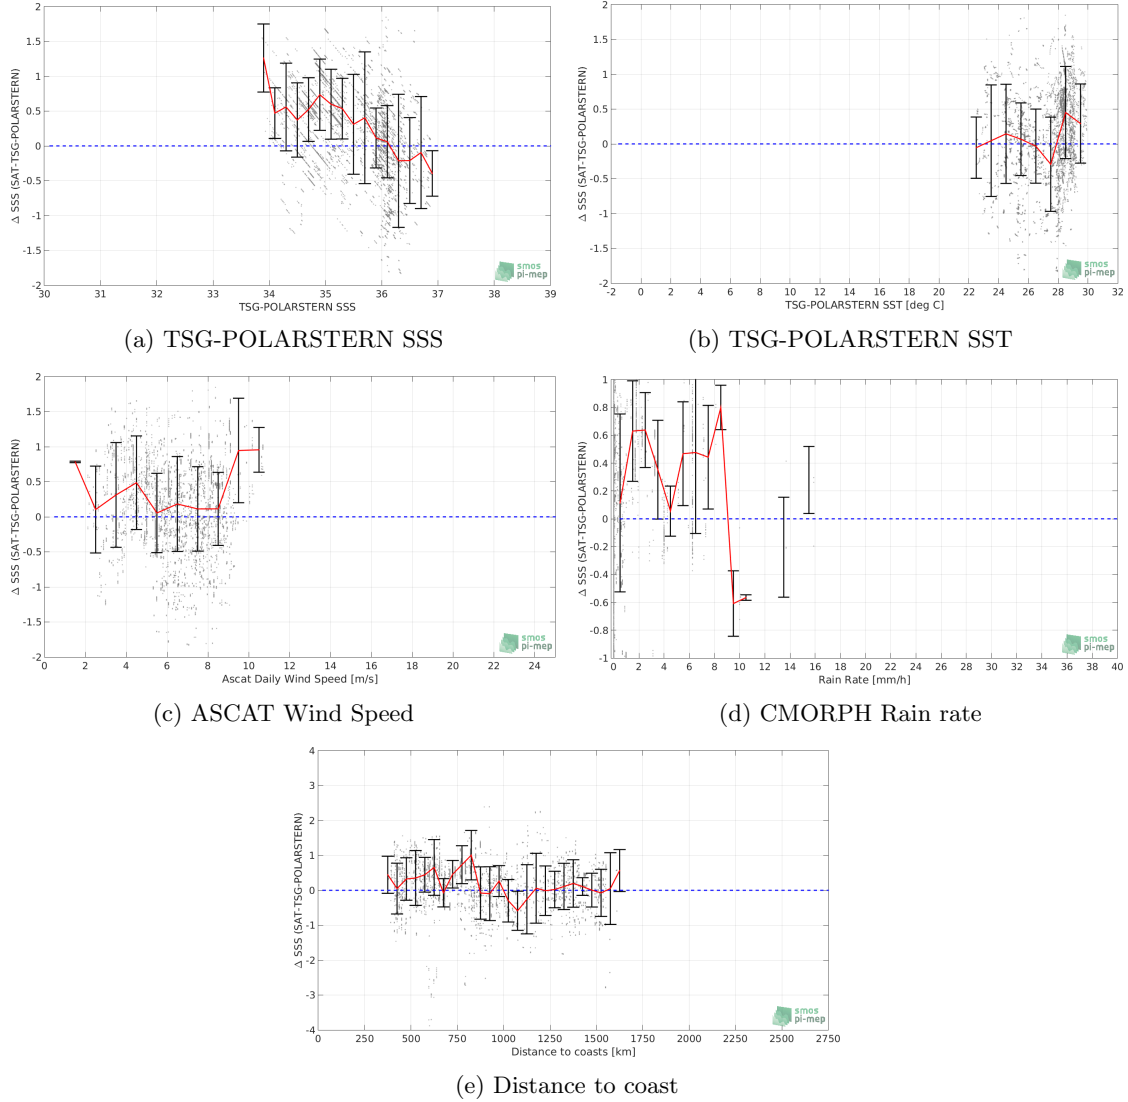 Δ SSS (SAT-TSG-POLARSTERN)
2
1.5
1
0.5
0
-0.5
-1
-1.5
-2
30 31 32 33 34 35 36 37 38 39
TSG-POLARSTERN SSS
smos
pi-mep
(a) TSG-POLARSTERN SSS
Δ SSS (SAT-TSG-POLARSTERN)
2
1.5
1
0.5
0
-0.5
-1
-1.5
-2
-2 0 2 4 6 8 10 12 14 16 18 20 22 24 26 28 30 32
TSG-POLARSTERN SST [deg C]
smos
pi-mep
(b) TSG-POLARSTERN SST
Δ SSS (SAT-TSG-POLARSTERN)
2
1.5
1
0.5
0
-0.5
-1
-1.5
-2
0 2 4 6 8 10 12 14 16 18 20 22 24
Ascat Daily Wind Speed [m/s]
smos
pi-mep
(c) ASCAT Wind Speed
Δ SSS (SAT-TSG-POLARSTERN)
1
0.8
0.6
0.4
0.2
0
-0.2
-0.4
-0.6
-0.8
-1
0 2 4 6 8 10 12 14 16 18 20 22 24 26 28 30 32 34 36 38 40
Rain Rate [mm/h]
smos
pi-mep
(d) CMORPH Rain rate
Δ SSS (SAT-TSG-POLARSTERN)
4
3
2
1
0
-1
-2
-3
-4
0 250 500 750 1000 1250 1500 1750 2000 2250 2500 2750
Distance to coasts [km]
smos
pi-mep
(e) Distance to coast